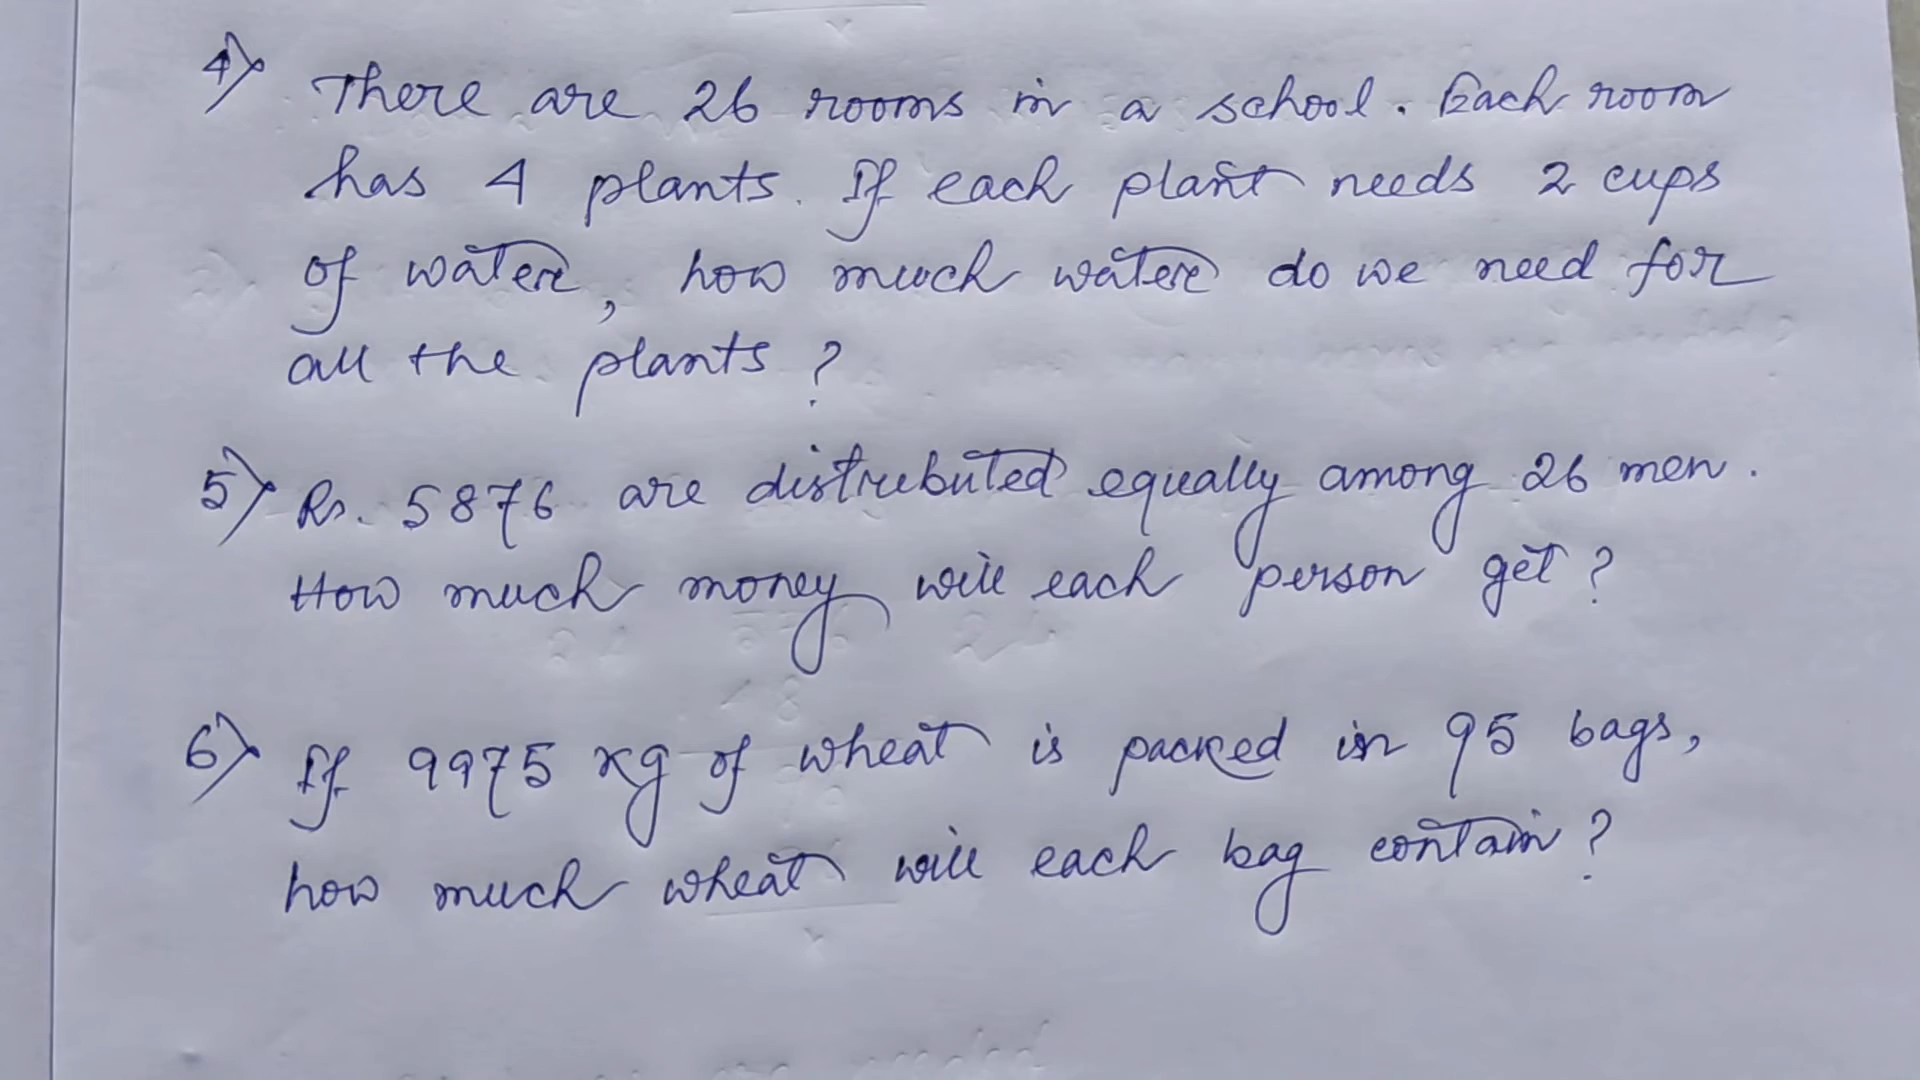 4) There are 26 rooms in a school. Each room
has 4 plants. If each plant needs 2 cups
of water, how much water do we need for
all the plants?
5) Rs. 5876 are distributed equally among 26 men.
How much money will each person get?
6) If 9975 kg of wheat is packed in 95 bags,
how much wheat will each bag contain?